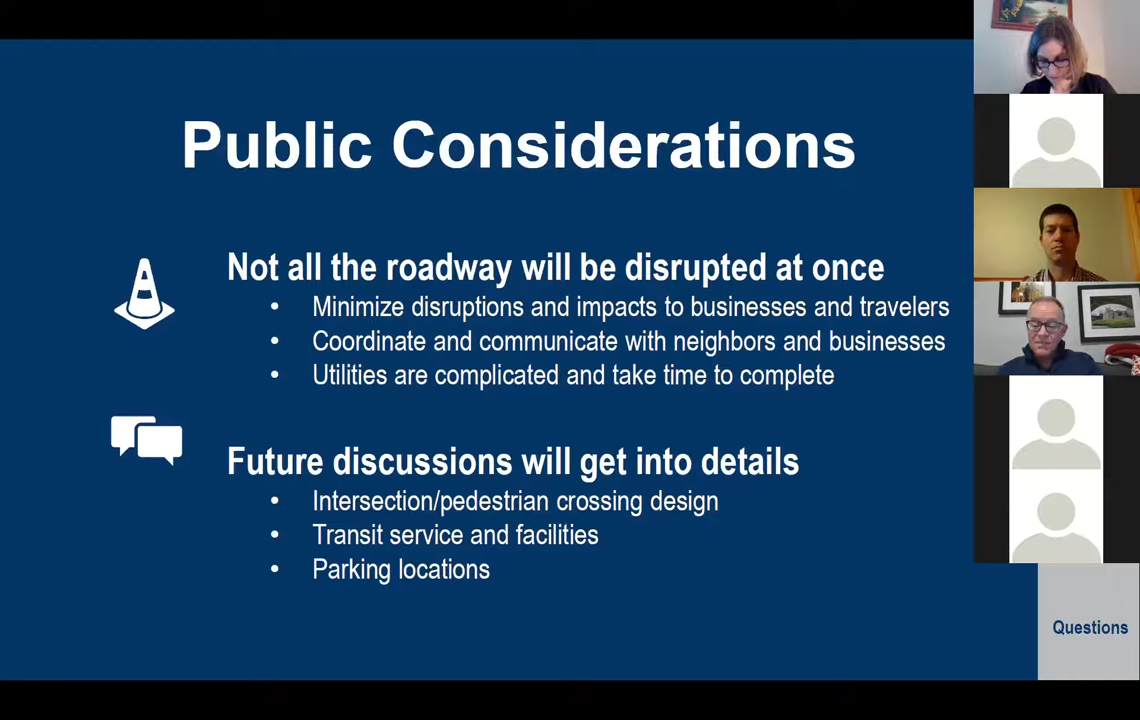 Public Considerations
Not all the roadway will be disrupted at once
• Minimize disruptions and impacts to businesses and travelers
• Coordinate and communicate with neighbors and businesses
• Utilities are complicated and take time to complete
Future discussions will get into details
• Intersection/pedestrian crossing design
• Transit service and facilities
• Parking locations
Questions